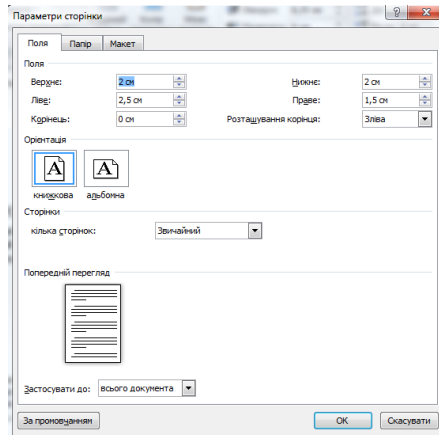 Параметри сторінки
Поля Папір Макет
Поля
Верхнє: 2 см Нижнє: 2 см
Ліве: 2,5 см Праве: 1,5 см
Корінець: 0 см Розташування корінця: Зліва
Орієнтація
A A
книжкова альбомна
Сторінки
кілька сторінок: Звичайний
Попередній перегляд
Застосувати до: всього документа
За промовчанням ОК Скасувати